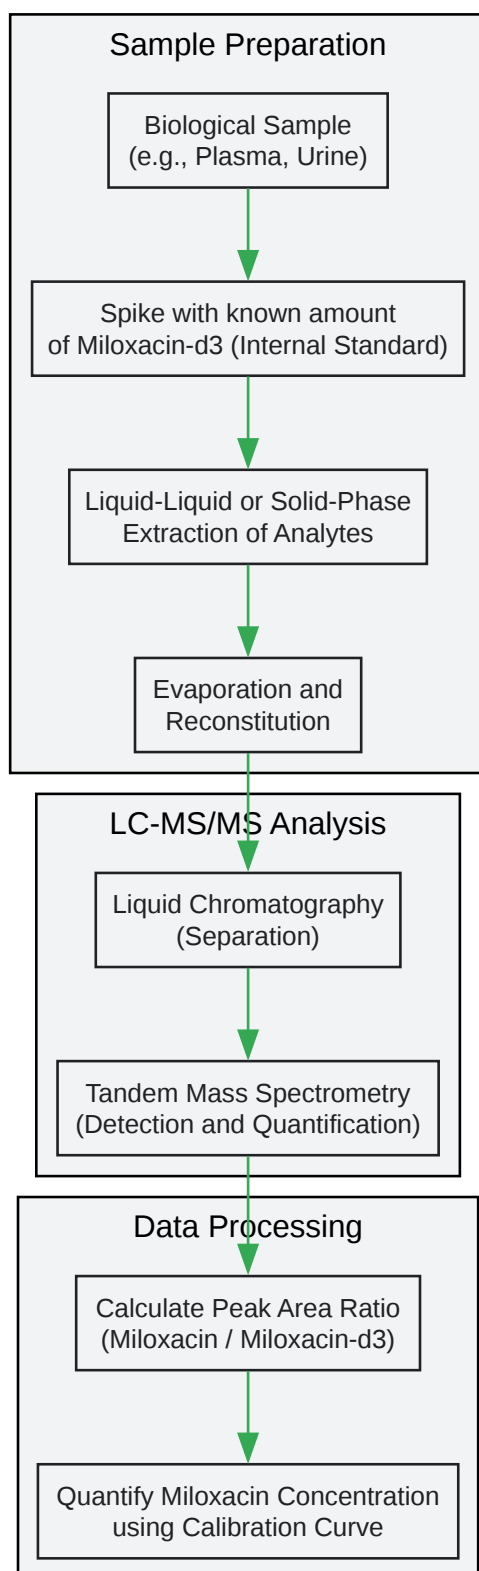 Sample Preparation
Biological Sample
(e.g., Plasma, Urine)
Spike with known amount
of Miloxacin-d3 (Internal Standard)
Liquid-Liquid or Solid-Phase
Extraction of Analytes
Evaporation and
Reconstitution
LC-MS/MS Analysis
Liquid Chromatography
(Separation)
Tandem Mass Spectrometry
(Detection and Quantification)
Data Processing
Calculate Peak Area Ratio
(Miloxacin / Miloxacin-d3)
Quantify Miloxacin Concentration
using Calibration Curve